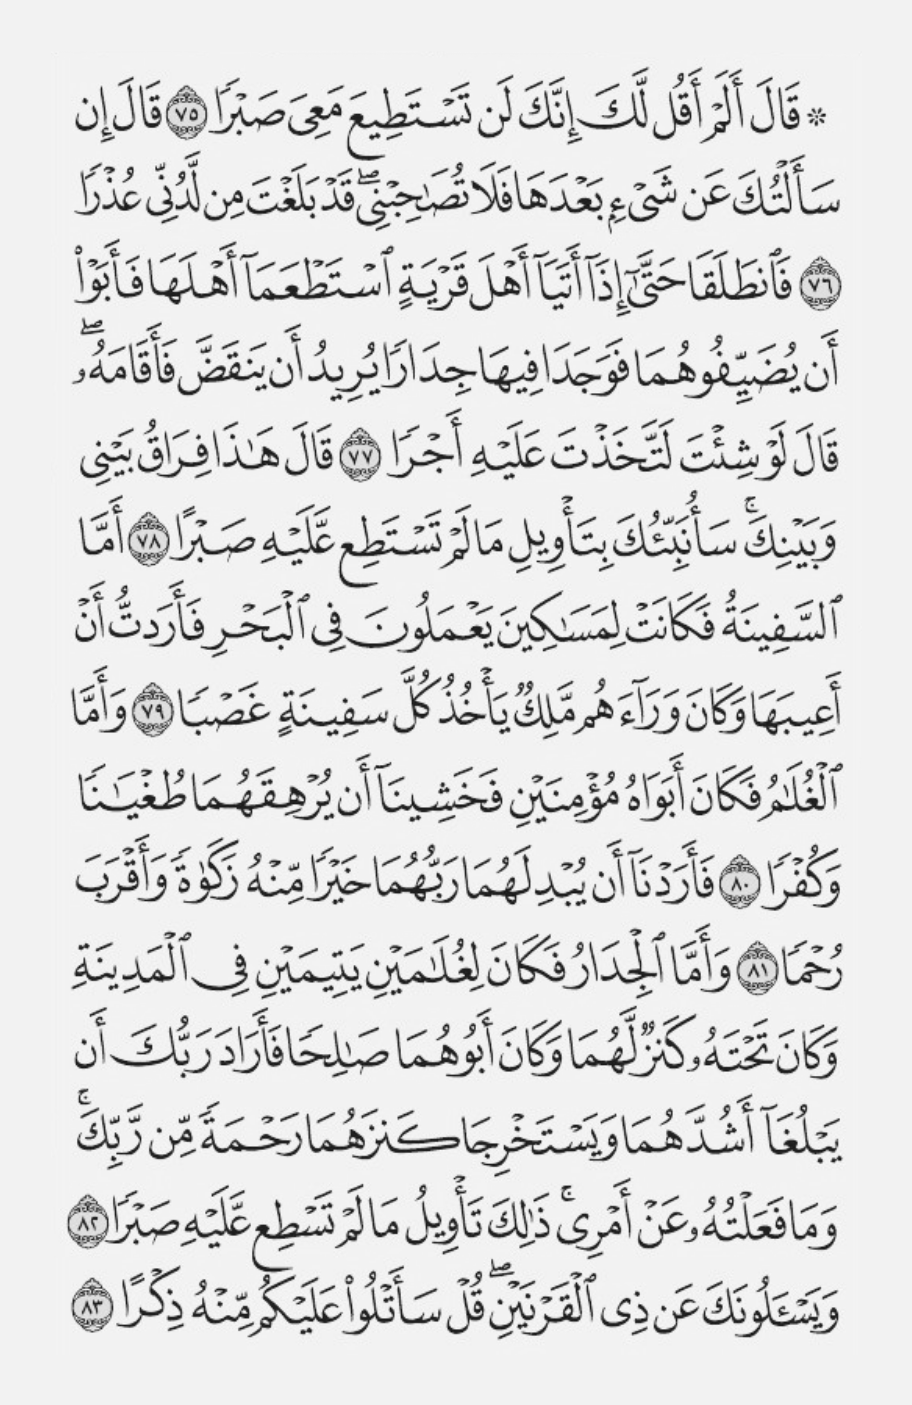 ۞ قَالَ أَلَمْ أَقُل لَّكَ إِنَّكَ لَن تَسْتَطِيعَ مَعِيَ صَبْرًا ٧٥ قَالَ إِن
سَأَلْتُكَ عَن شَىْءٍۭ بَعْدَهَا فَلَا تُصَـٰحِبْنِى ۖ قَدْ بَلَغْتَ مِن لَّدُنِّى عُذْرًا
٧٦ فَٱنطَلَقَا حَتَّىٰٓ إِذَآ أَتَيَآ أَهْلَ قَرْيَةٍ ٱسْتَطْعَمَآ أَهْلَهَا فَأَبَوْا۟
أَن يُضَيِّفُوهُمَا فَوَجَدَا فِيهَا جِدَارًا يُرِيدُ أَن يَنقَضَّ فَأَقَامَهُۥ ۖ
قَالَ لَوْ شِئْتَ لَتَّخَذْتَ عَلَيْهِ أَجْرًا ٧٧ قَالَ هَـٰذَا فِرَاقُ بَيْنِى
وَبَيْنِكَ ۚ سَأُنَبِّئُكَ بِتَأْوِيلِ مَا لَمْ تَسْتَطِع عَّلَيْهِ صَبْرًا ٧٨ أَمَّا
ٱلسَّفِينَةُ فَكَانَتْ لِمَسَـٰكِينَ يَعْمَلُونَ فِى ٱلْبَحْرِ فَأَرَدتُّ أَنْ
أَعِيبَهَا وَكَانَ وَرَآءَهُم مَّلِكٌ يَأْخُذُ كُلَّ سَفِينَةٍ غَصْبًا ٧٩ وَأَمَّا
ٱلْغُلَـٰمُ فَكَانَ أَبَوَاهُ مُؤْمِنَيْنِ فَخَشِينَآ أَن يُرْهِقَهُمَا طُغْيَـٰنًا
وَكُفْرًا ٨٠ فَأَرَدْنَآ أَن يُبْدِلَهُمَا رَبُّهُمَا خَيْرًا مِّنْهُ زَكَوٰةً وَأَقْرَبَ
رُحْمًا ٨١ وَأَمَّا ٱلْجِدَارُ فَكَانَ لِغُلَـٰمَيْنِ يَتِيمَيْنِ فِى ٱلْمَدِينَةِ
وَكَانَ تَحْتَهُۥ كَنزٌ لَّهُمَا وَكَانَ أَبُوهُمَا صَـٰلِحًا فَأَرَادَ رَبُّكَ أَن
يَبْلُغَآ أَشُدَّهُمَا وَيَسْتَخْرِجَا كَنزَهُمَا رَحْمَةً مِّن رَّبِّكَ ۚ
وَمَا فَعَلْتُهُۥ عَنْ أَمْرِى ۚ ذَٰلِكَ تَأْوِيلُ مَا لَمْ تَسْطِع عَّلَيْهِ صَبْرًا ٨٢
وَيَسْـَٔلُونَكَ عَن ذِى ٱلْقَرْنَيْنِ ۖ قُلْ سَأَتْلُوا۟ عَلَيْكُم مِّنْهُ ذِكْرًا ٨٣